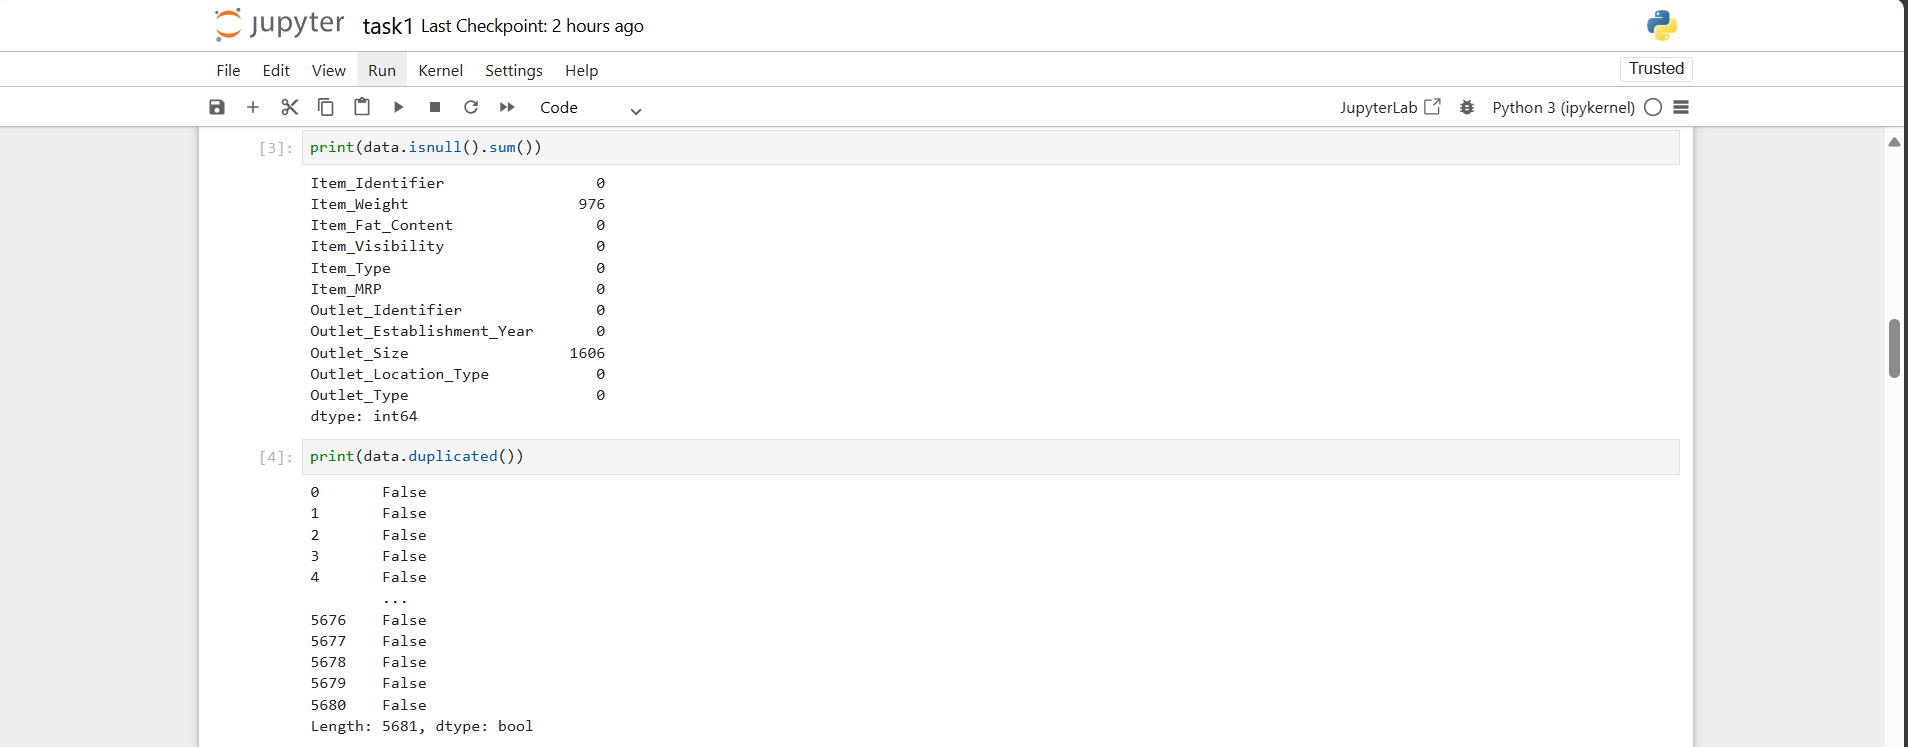 jupyter task1 Last Checkpoint: 2 hours ago
File Edit View Run Kernel Settings Help Trusted
Code JupyterLab Python 3 (ipykernel)
[3]: print(data.isnull().sum())
Item_Identifier 0
Item_Weight 976
Item_Fat_Content 0
Item_Visibility 0
Item_Type 0
Item_MRP 0
Outlet_Identifier 0
Outlet_Establishment_Year 0
Outlet_Size 1606
Outlet_Location_Type 0
Outlet_Type 0
dtype: int64
[4]: print(data.duplicated())
0 False
1 False
2 False
3 False
4 False
...
5676 False
5677 False
5678 False
5679 False
5680 False
Length: 5681, dtype: bool